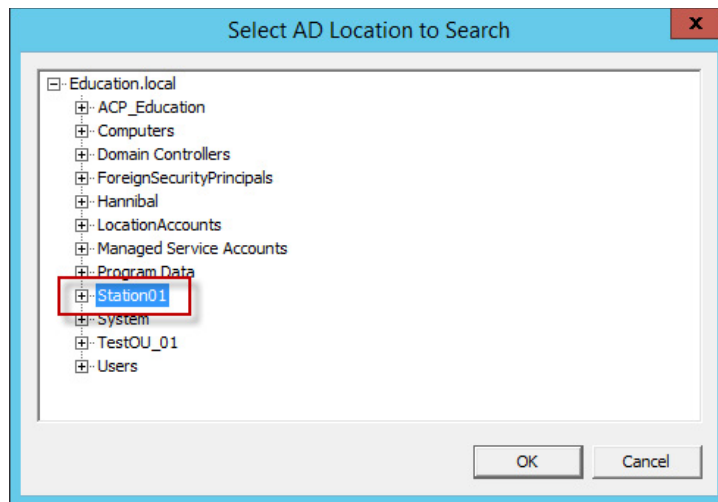 Select AD Location to Search
x
Education.local
ACP_Education
Computers
Domain Controllers
ForeignSecurityPrincipals
Hannibal
LocationAccounts
Managed Service Accounts
Program Data
Station01
System
TestOU_01
Users
OK Cancel